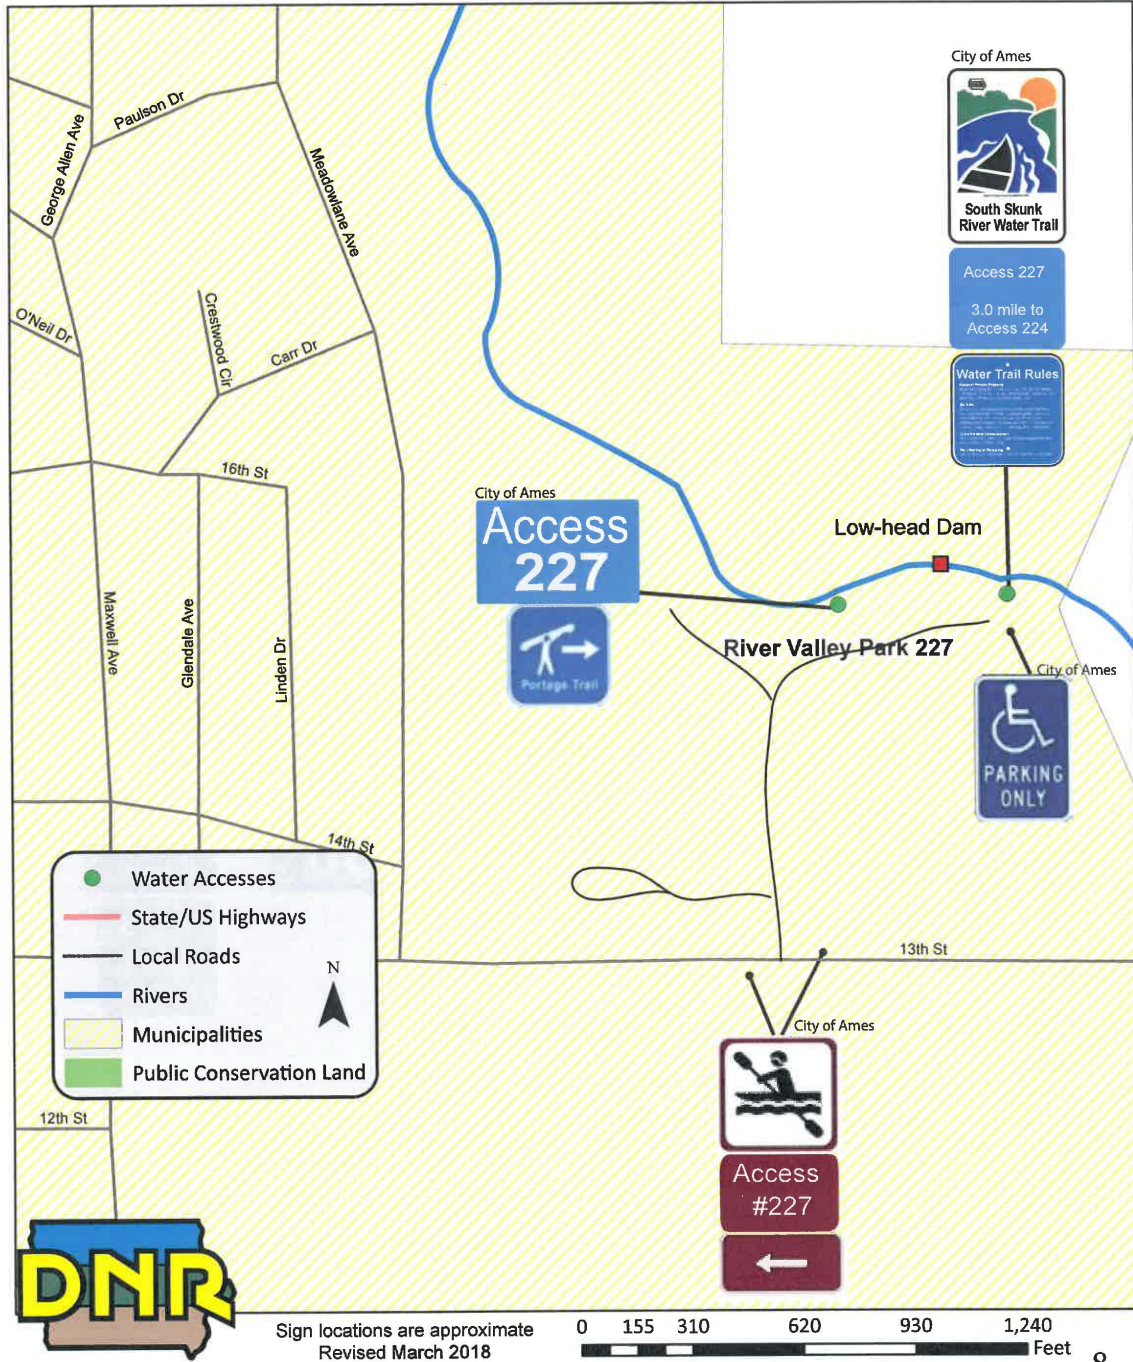 City of Ames
South Skunk
River Water Trail
Access 227
3.0 mile to
Access 224
Water Trail Rules
Paulson Dr
George Allen Ave
Meadowlane Ave
O'Neil Dr
Crestwood Cir
Carr Dr
16th St
City of Ames
Access
227
Portage Trail
Low-head Dam
River Valley Park 227
City of Ames
PARKING
ONLY
Maxwell Ave
Glendale Ave
Linden Dr
14th St
Water Accesses
State/US Highways
Local Roads
Rivers
Municipalities
Public Conservation Land
N
13th St
City of Ames
Access
#227
12th St
DNR
Sign locations are approximate
Revised March 2018
0 155 310 620 930 1,240
Feet